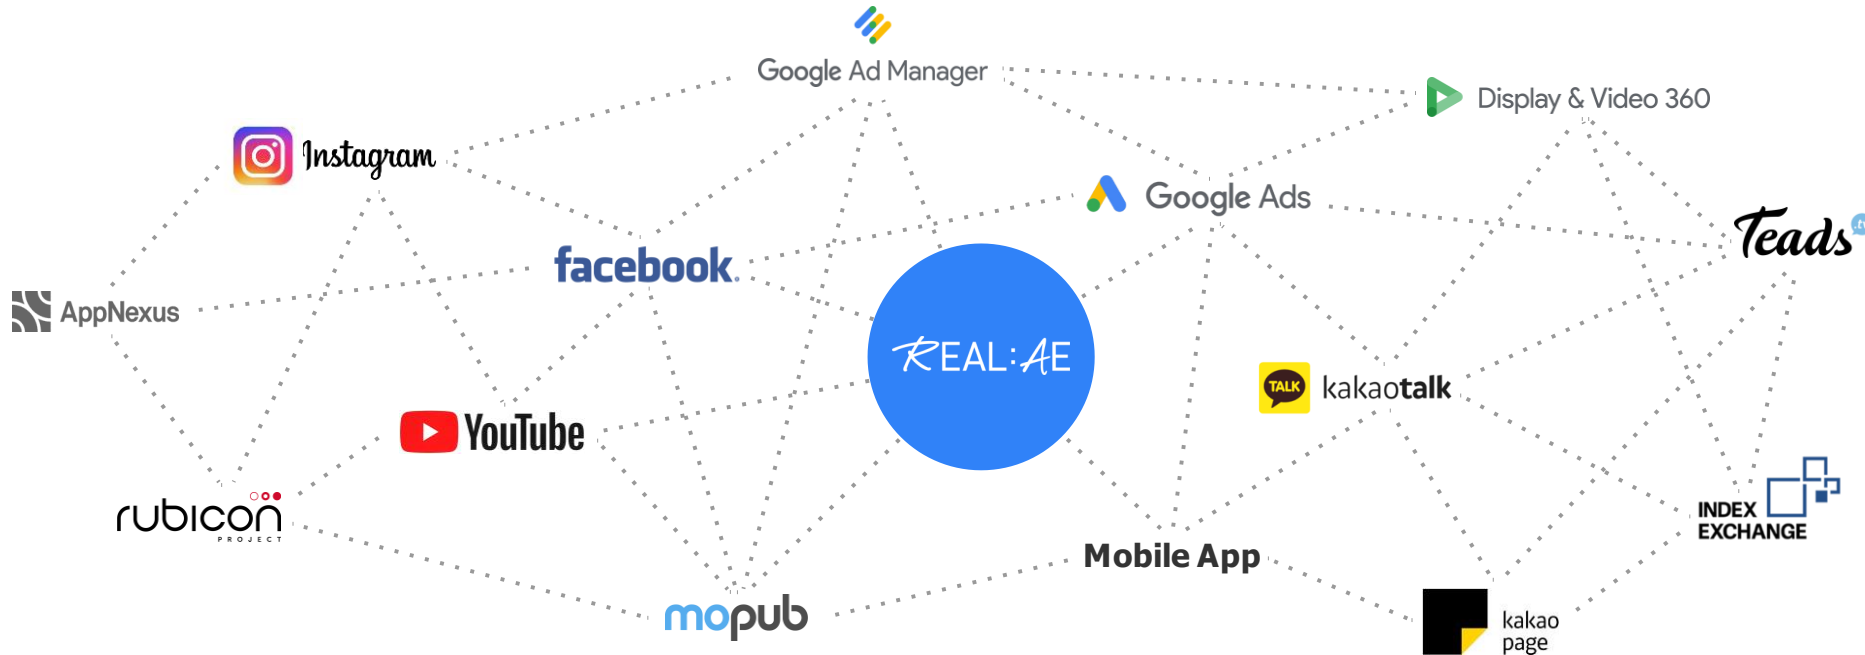 Google Ad Manager
Display & Video 360
Instagram
Google Ads
Teads
facebook
AppNexus
REAL:AE
TALK
kakaotalk
YouTube
rubicon
PROJECT
INDEX
EXCHANGE
Mobile App
mopub
kakao
page